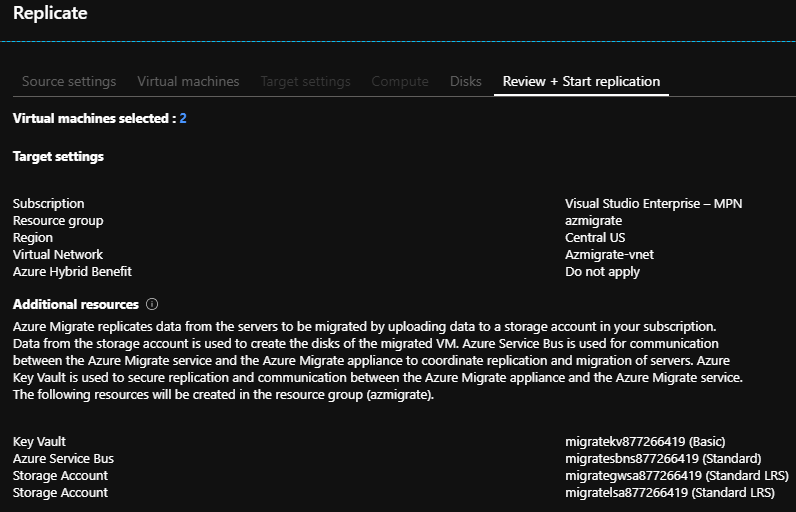 Replicate
Source settings Virtual machines Target settings Compute Disks Review + Start replication
Virtual machines selected : 2
Target settings
Subscription Visual Studio Enterprise – MPN
Resource group azmigrate
Region Central US
Virtual Network Azmigrate-vnet
Azure Hybrid Benefit Do not apply
Additional resources
Azure Migrate replicates data from the servers to be migrated by uploading data to a storage account in your subscription.
Data from the storage account is used to create the disks of the migrated VM. Azure Service Bus is used for communication
between the Azure Migrate service and the Azure Migrate appliance to coordinate replication and migration of servers. Azure
Key Vault is used to secure replication and communication between the Azure Migrate appliance and the Azure Migrate service.
The following resources will be created in the resource group (azmigrate).
Key Vault migratekv877266419 (Basic)
Azure Service Bus migratesbns877266419 (Standard)
Storage Account migrategwsa877266419 (Standard LRS)
Storage Account migratelsa877266419 (Standard LRS)